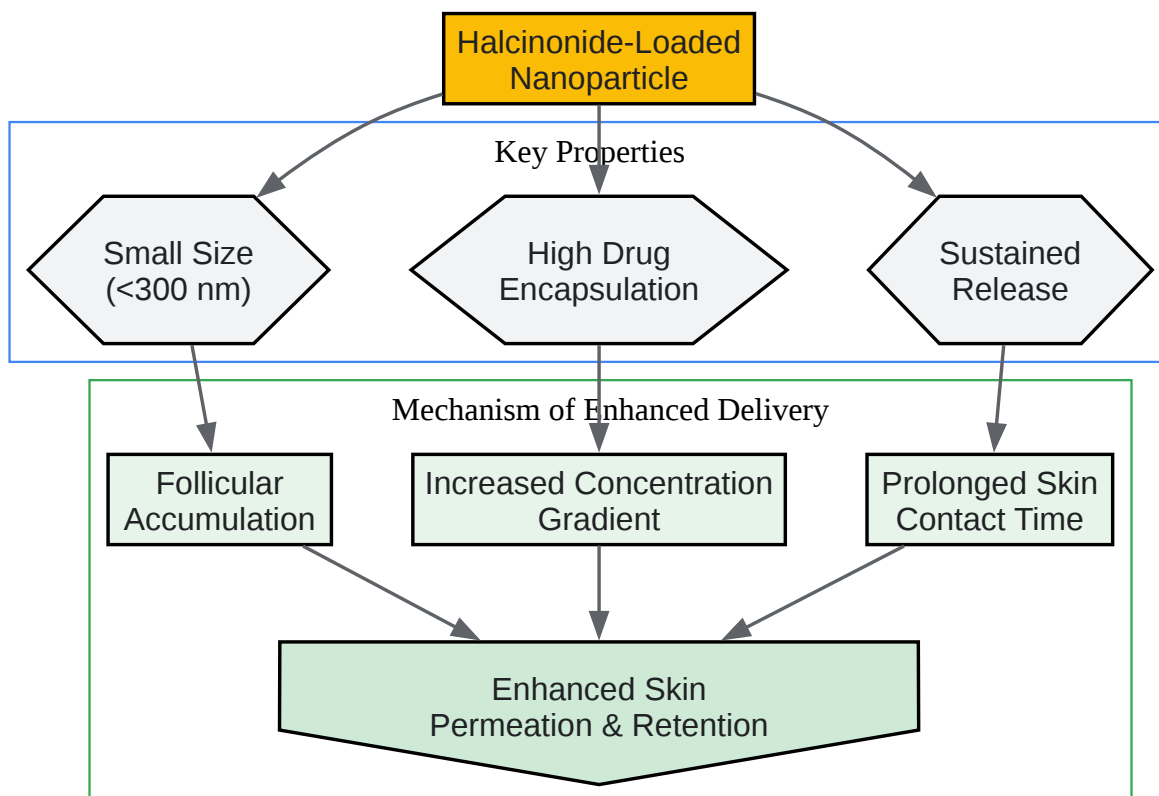 Halcinonide-Loaded
Nanoparticle
Key Properties
Small Size
(<300 nm)
High Drug
Encapsulation
Sustained
Release
Mechanism of Enhanced Delivery
Follicular
Accumulation
Increased Concentration
Gradient
Prolonged Skin
Contact Time
Enhanced Skin
Permeation & Retention